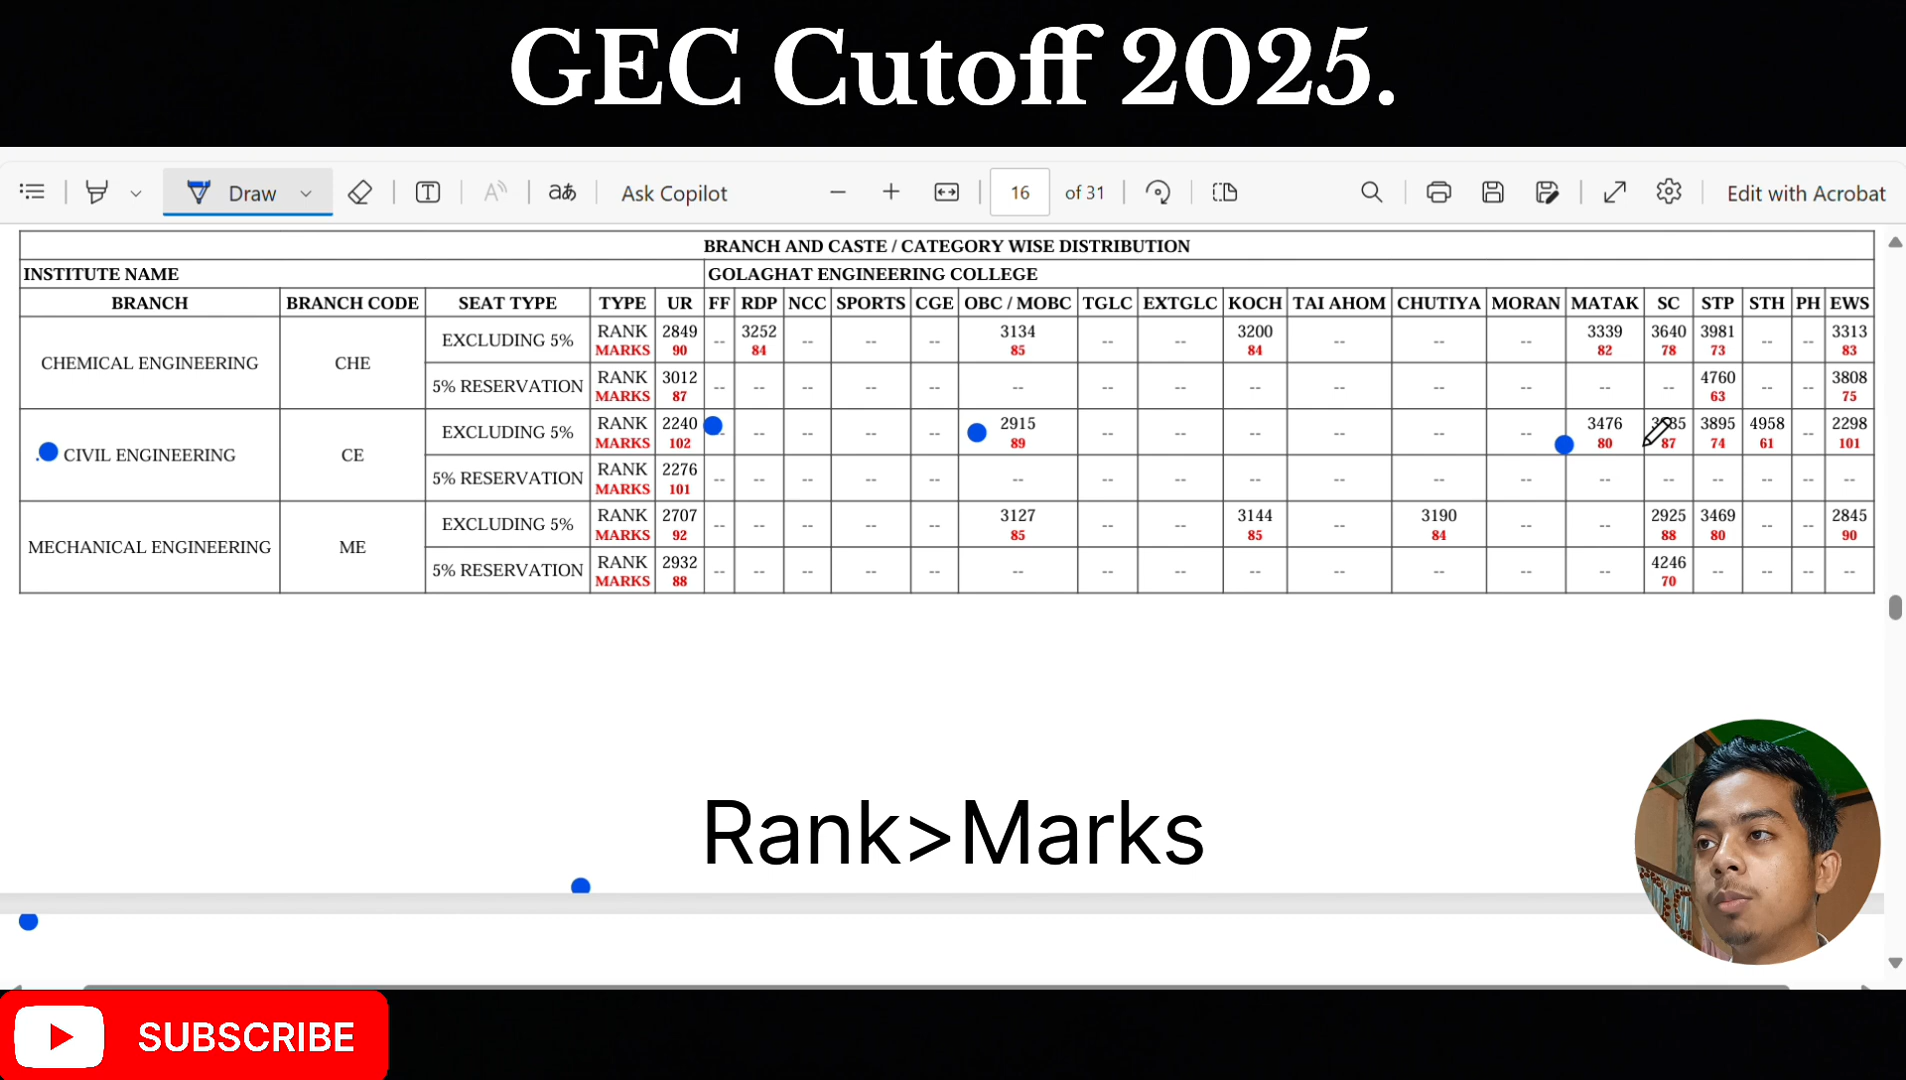 GEC Cutoff 2025.
Draw aあ Ask Copilot 16 of 31 Edit with Acrobat
BRANCH AND CASTE / CATEGORY WISE DISTRIBUTION
INSTITUTE NAME GOLAGHAT ENGINEERING COLLEGE
BRANCH BRANCH CODE SEAT TYPE TYPE UR FF RDP NCC SPORTS CGE OBC / MOBC TGLC EXTGLC KOCH TAI AHOM CHUTIYA MORAN MATAK SC STP STH PH EWS
CHEMICAL ENGINEERING CHE EXCLUDING 5% RANK 2849 -- 3252 -- -- -- 3134 -- -- 3200 -- -- -- 3339 3640 3981 -- -- 3313
MARKS 90 84 85 84 82 78 73 83
5% RESERVATION RANK 3012 -- -- -- -- -- -- -- -- -- -- -- -- -- -- 4760 -- -- 3808
MARKS 87 63 75
CIVIL ENGINEERING CE EXCLUDING 5% RANK 2240 -- -- -- -- -- 2915 -- -- -- -- -- -- 3476 3895 4958 -- 2298
MARKS 102 89 80 87 74 61 101
5% RESERVATION RANK 2276 -- -- -- -- -- -- -- -- -- -- -- -- -- -- -- -- -- --
MARKS 101
MECHANICAL ENGINEERING ME EXCLUDING 5% RANK 2707 -- -- -- -- -- 3127 -- -- 3144 -- 3190 -- -- 2925 3469 -- -- 2845
MARKS 92 85 85 84 88 80 90
5% RESERVATION RANK 2932 -- -- -- -- -- -- -- -- -- -- -- -- -- 4246 -- -- -- --
MARKS 88 70
Rank>Marks
SUBSCRIBE